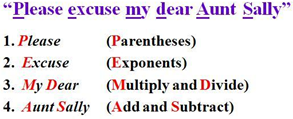 “Please excuse my dear Aunt Sally”
1. Please (Parentheses)
2. Excuse (Exponents)
3. My Dear (Multiply and Divide)
4. Aunt Sally (Add and Subtract)